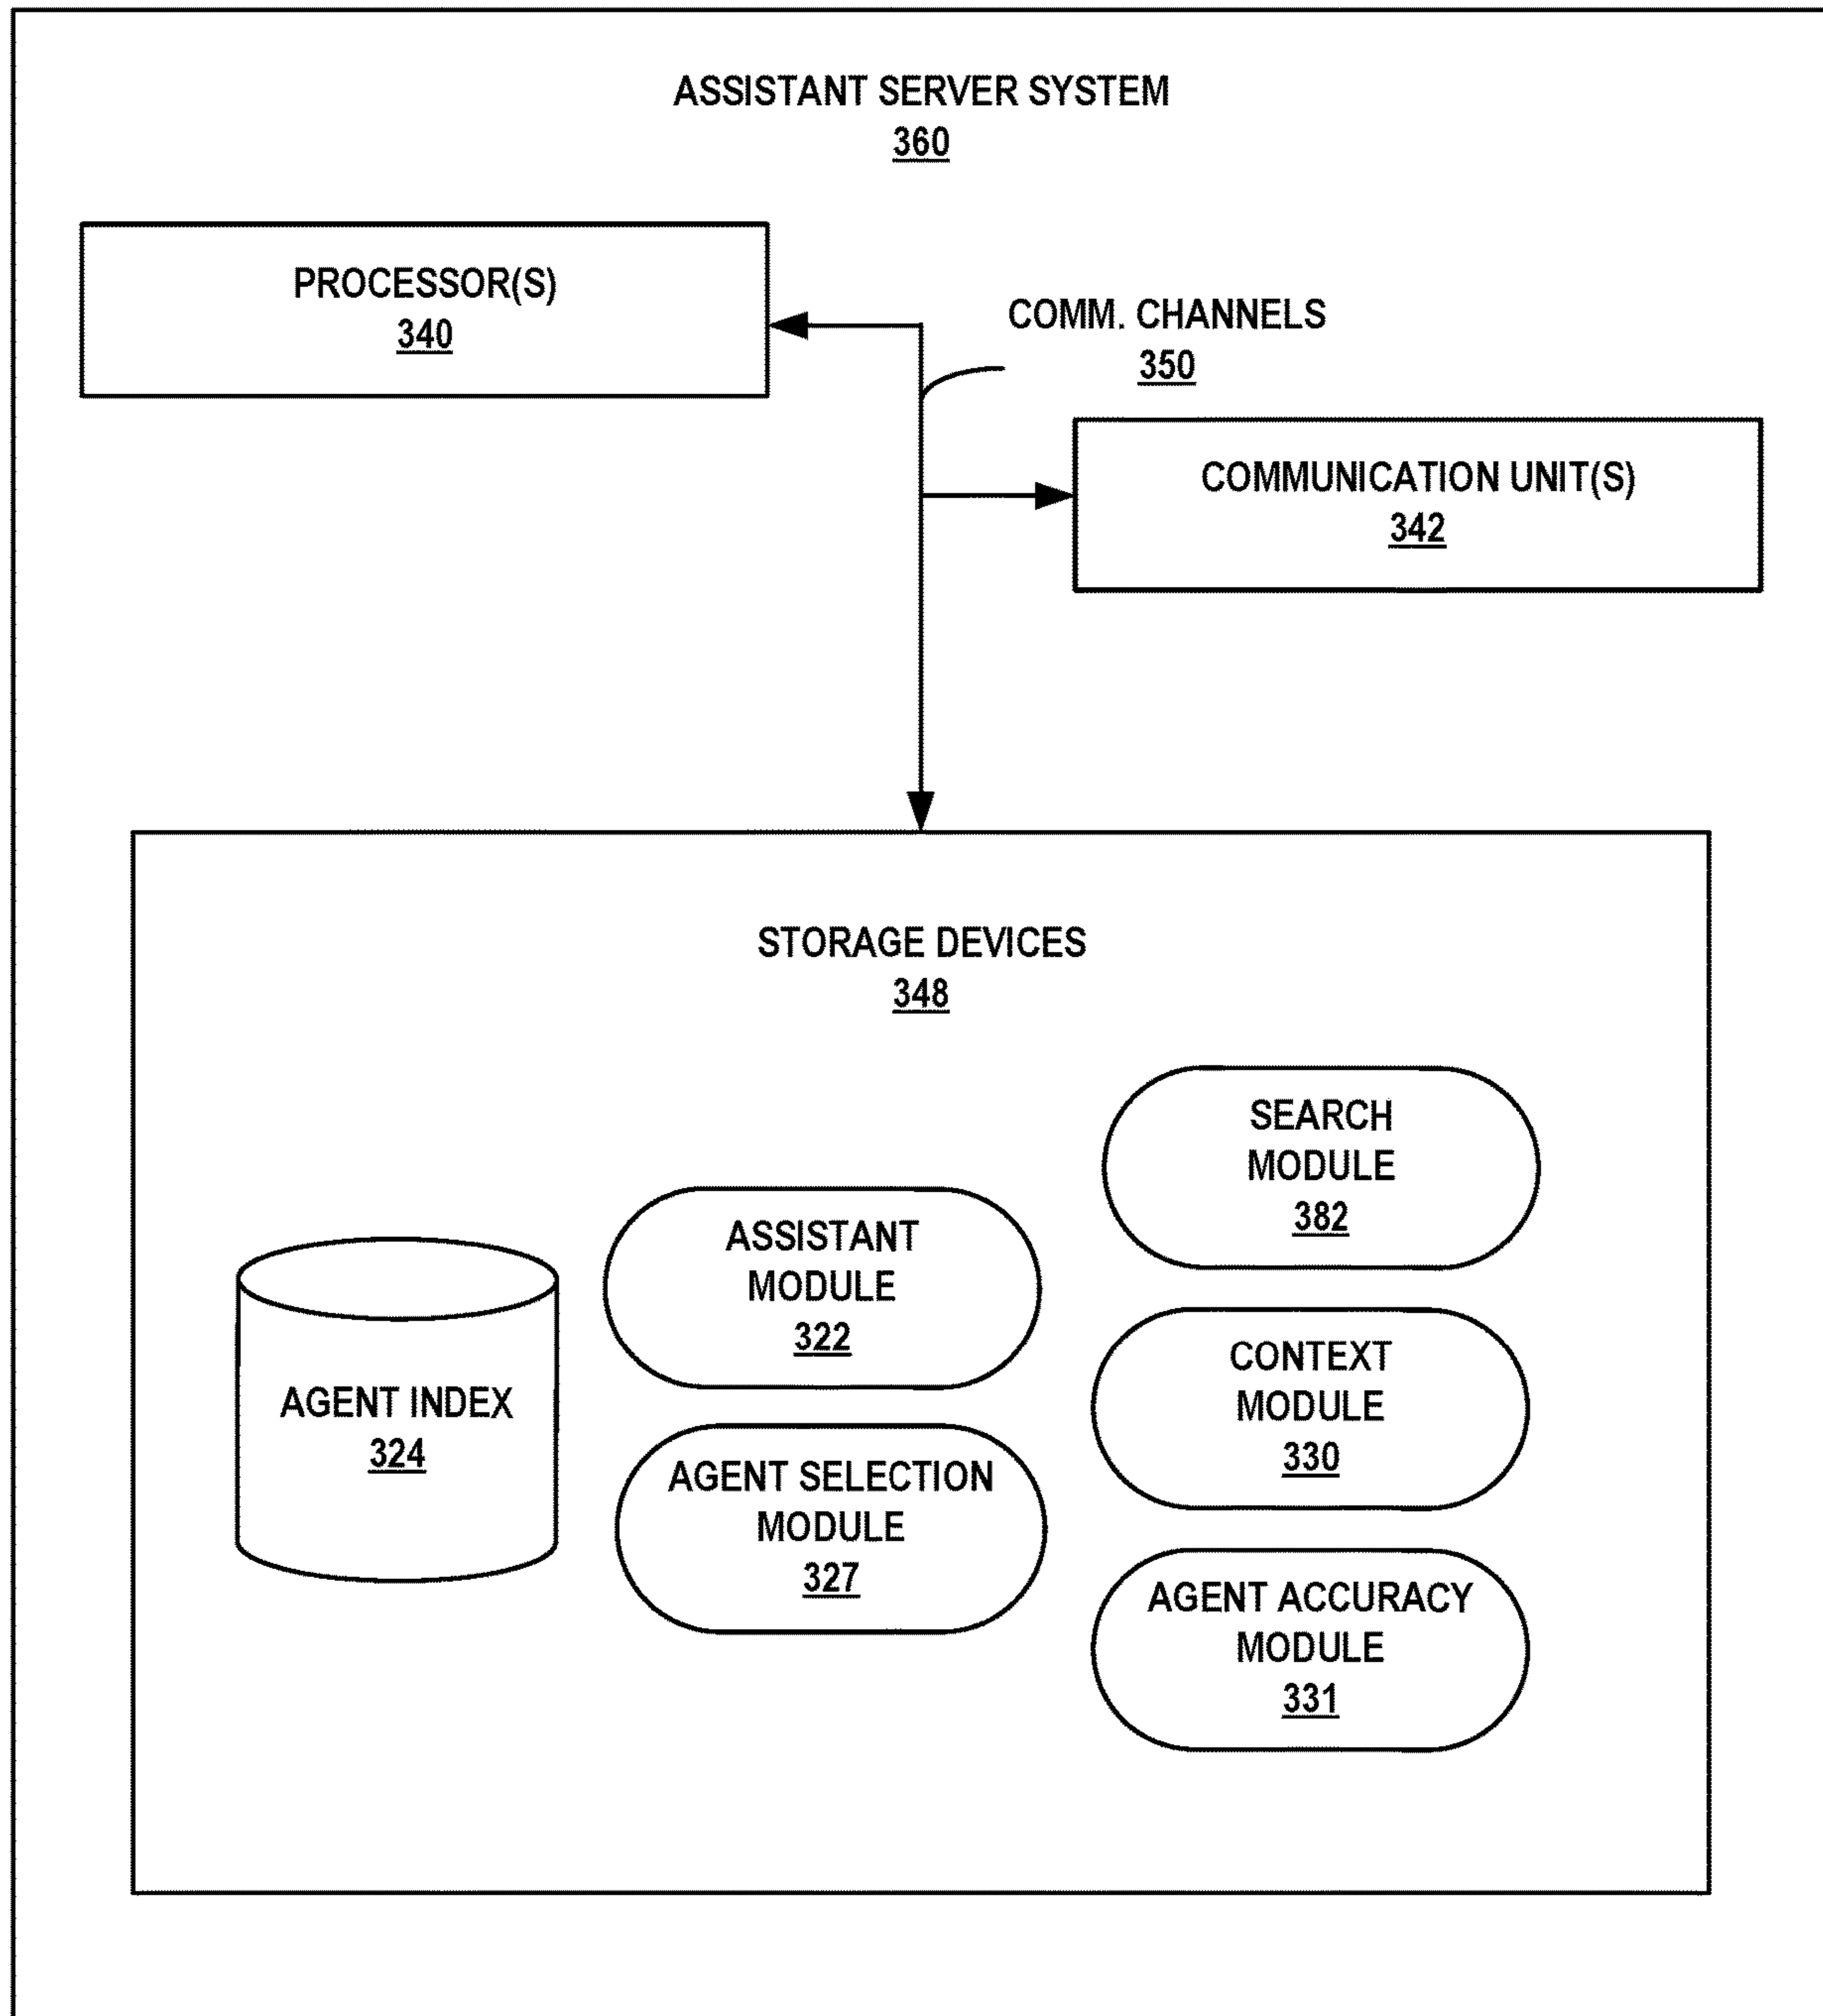 ASSISTANT SERVER SYSTEM
360
PROCESSOR(S)
340
COMM. CHANNELS
350
COMMUNICATION UNIT(S)
342
STORAGE DEVICES
348
SEARCH
MODULE
382
ASSISTANT
MODULE
322
CONTEXT
MODULE
330
AGENT INDEX
324
AGENT SELECTION
MODULE
327
AGENT ACCURACY
MODULE
331